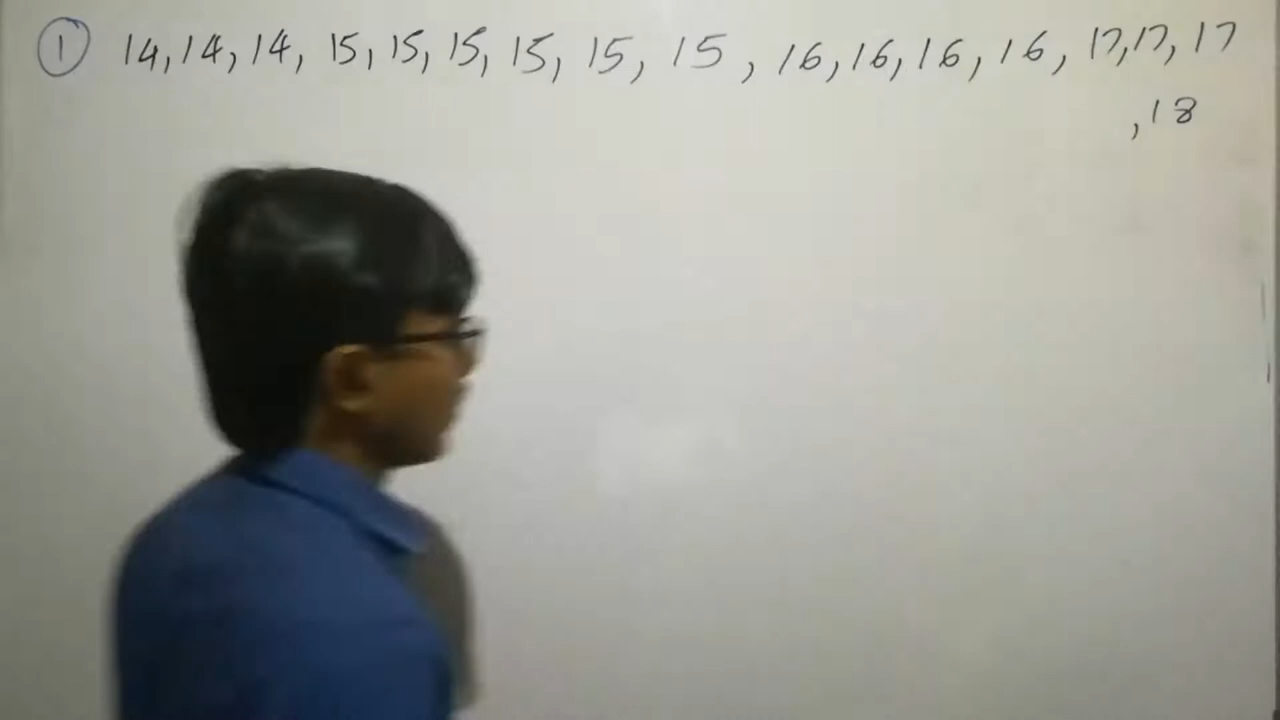 ① 14, 14, 14, 15, 15, 15, 15, 15, 15, 16, 16, 16, 16, 17, 17, 17
, 18